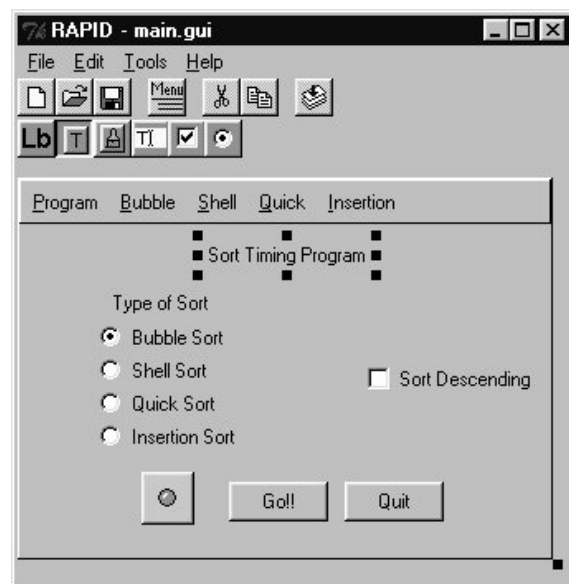 RAPID - main.gui
File Edit Tools Help
Menu
Lb T TI
Program Bubble Shell Quick Insertion
Sort Timing Program
Type of Sort
Bubble Sort
Shell Sort
Sort Descending
Quick Sort
Insertion Sort
Go!! Quit